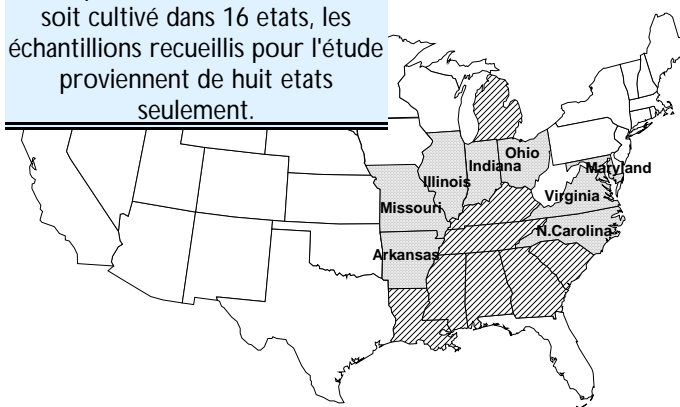 soit cultivé dans 16 etats, les
échantillions recueillis pour l'étude
proviennent de huit etats
seulement.
Ohio
Indiana
Maryland
Illinois
Virginia
Missouri
N.Carolina
Arkansas